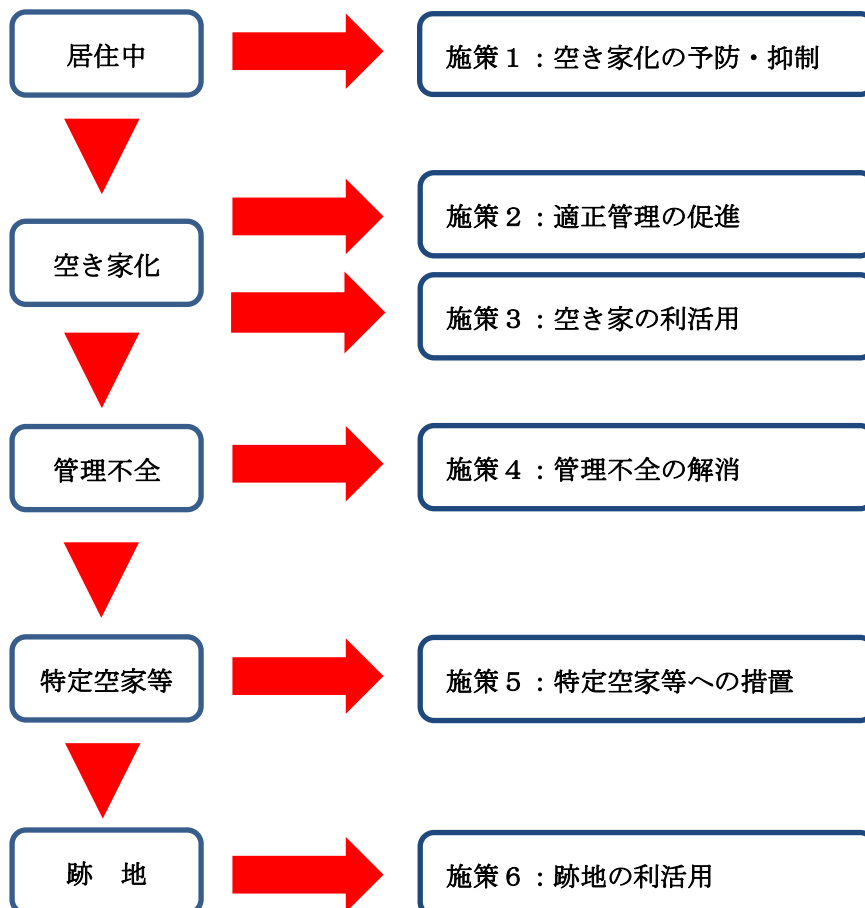 居住中
施策１：空き家化の予防・抑制
空き家化
施策２：適正管理の促進
施策３：空き家の利活用
管理不全
施策４：管理不全の解消
特定空家等
施策５：特定空家等への措置
跡　地
施策６：跡地の利活用